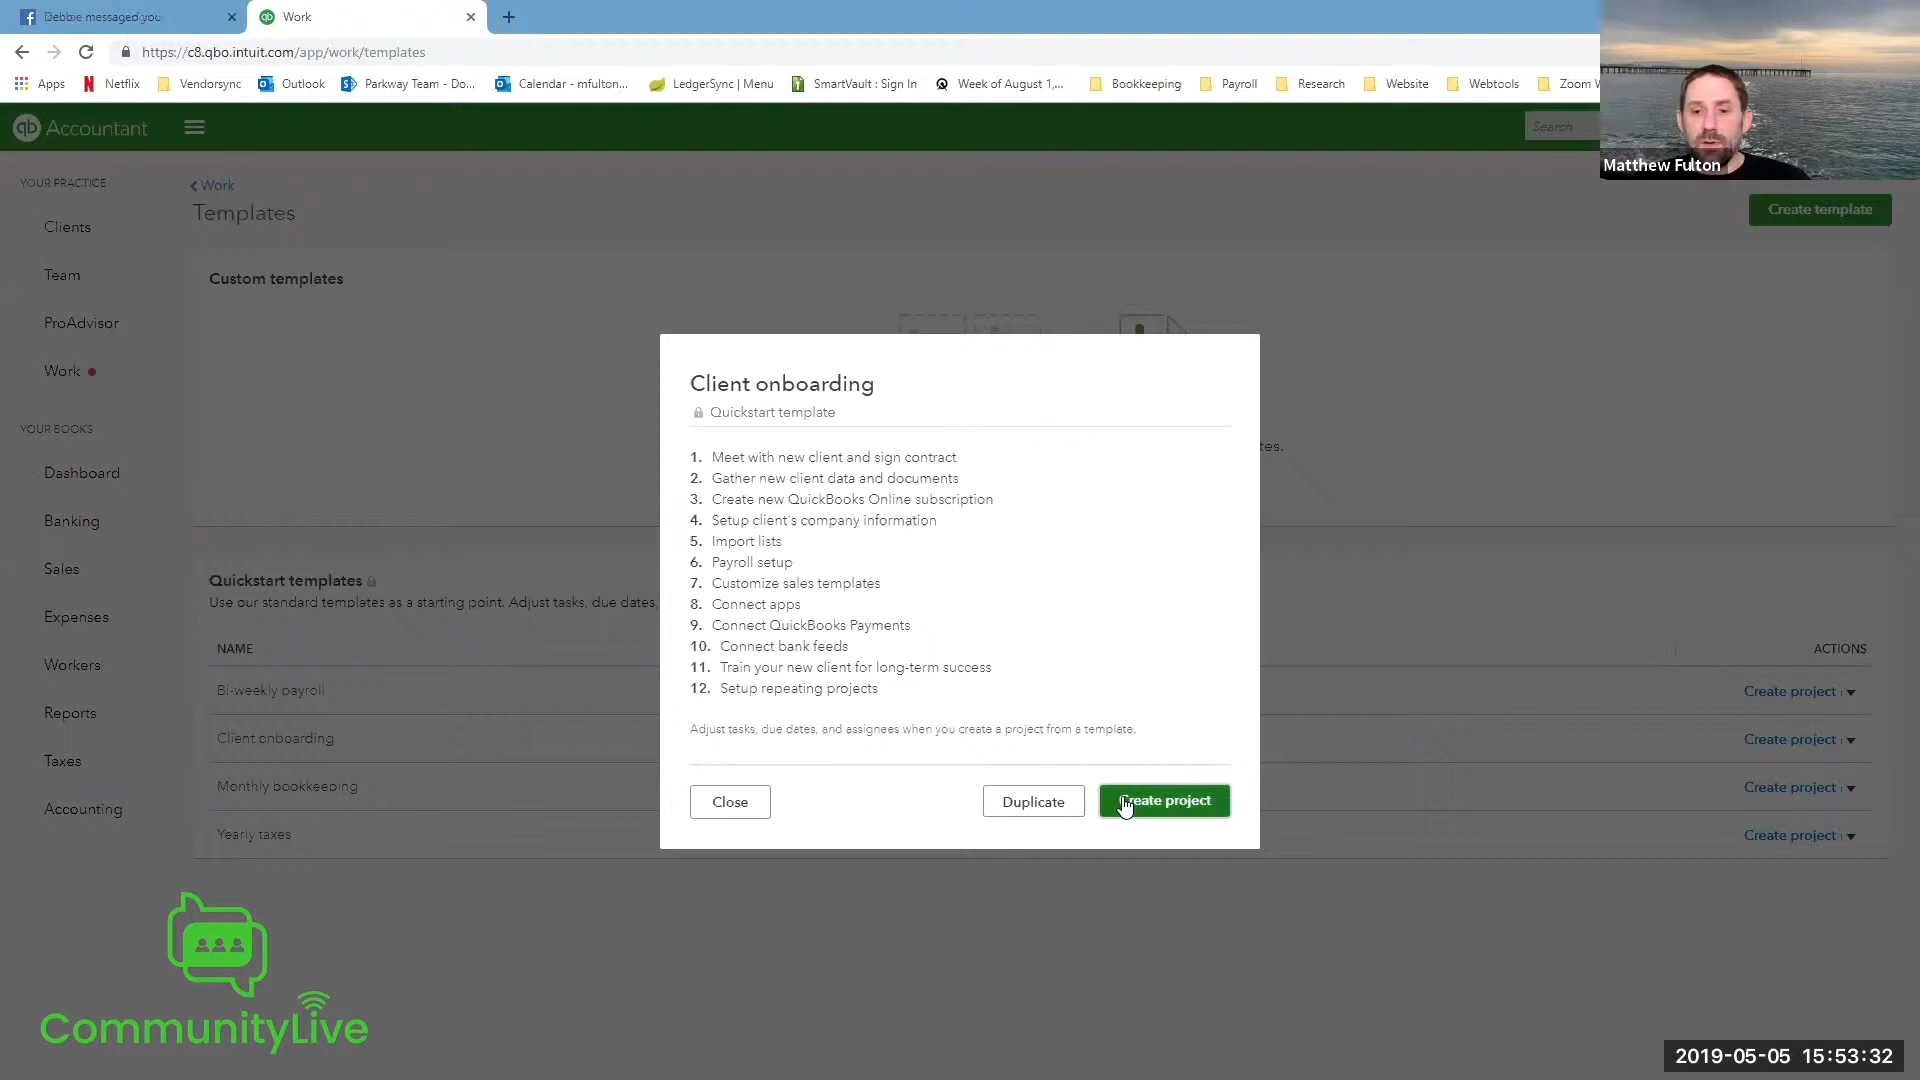 Debbie messaged you
Work
https://c8.qbo.intuit.com/app/work/templates
Apps
Netflix
Vendorsync
Outlook
Parkway Team - Do...
Calendar - mfulton...
LedgerSync | Menu
SmartVault : Sign In
Week of August 1,...
Bookkeeping
Payroll
Research
Website
Webtools
Zoom W
Matthew Fulton
qb Accountant
Search
YOUR PRACTICE
Clients
Team
ProAdvisor
Work
YOUR BOOKS
Dashboard
Banking
Sales
Expenses
Workers
Reports
Taxes
Accounting
Work
Templates
Create template
Custom templates
tes.
Client onboarding
Quickstart template
1. Meet with new client and sign contract
2. Gather new client data and documents
3. Create new QuickBooks Online subscription
4. Setup client's company information
5. Import lists
6. Payroll setup
7. Customize sales templates
8. Connect apps
9. Connect QuickBooks Payments
10. Connect bank feeds
11. Train your new client for long-term success
12. Setup repeating projects
Adjust tasks, due dates, and assignees when you create a project from a template.
Close
Duplicate
Create project
Quickstart templates
Use our standard templates as a starting point. Adjust tasks, due dates,
NAME
ACTIONS
Bi-weekly payroll
Create project
Client onboarding
Create project
Monthly bookkeeping
Create project
Yearly taxes
Create project
CommunityLive
2019-05-05 15:53:32